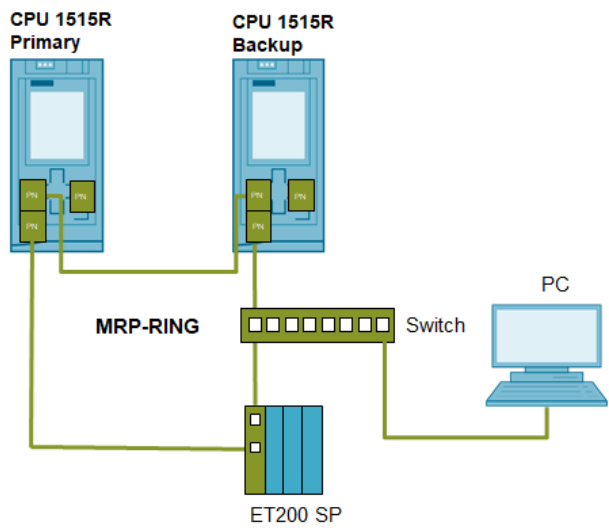 CPU 1515R
Primary
CPU 1515R
Backup
PN
PN
PN
PN
PN
PN
PC
MRP-RING
Switch
ET200 SP